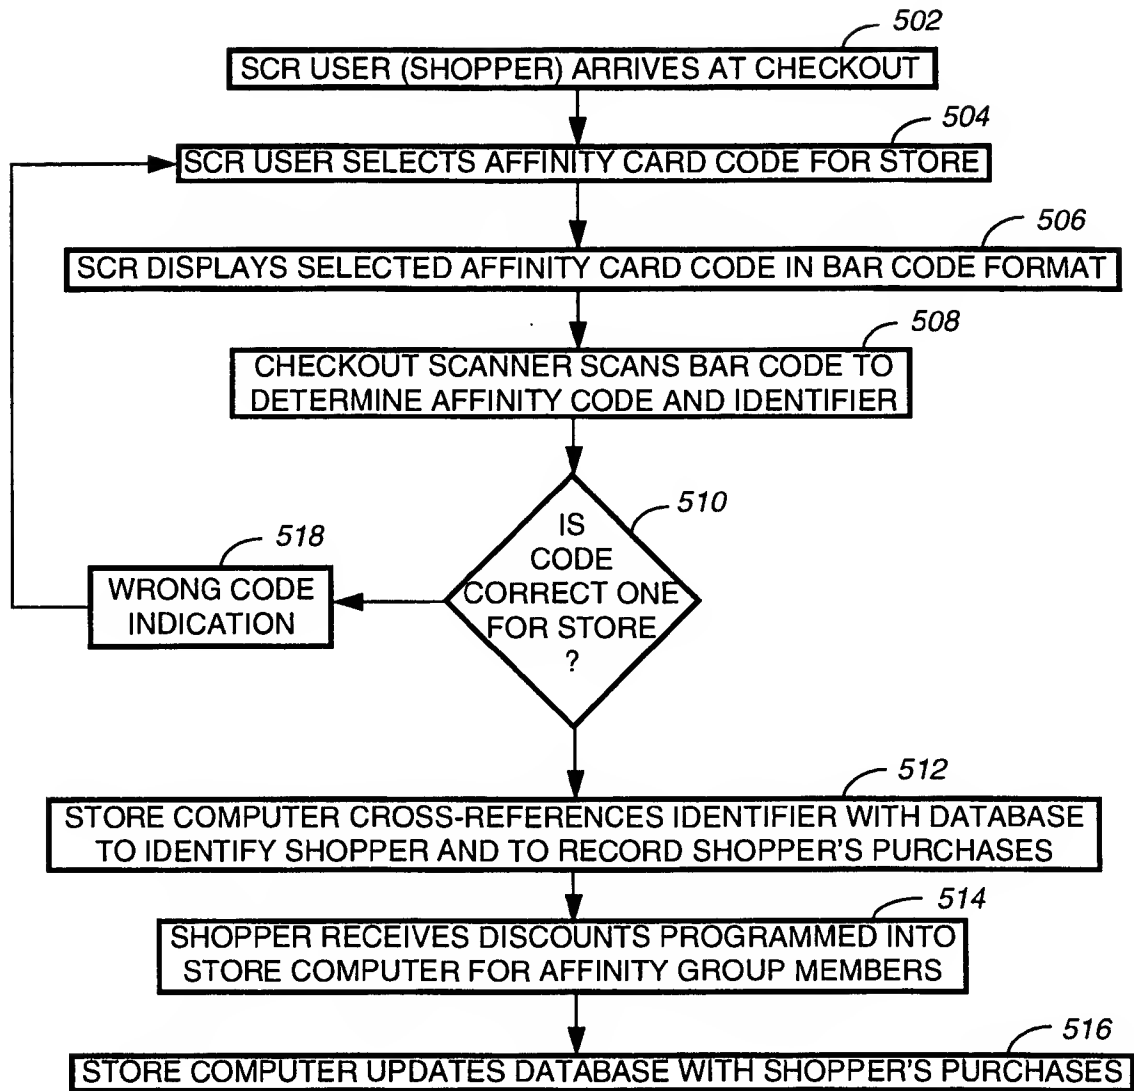 502
SCR USER (SHOPPER) ARRIVES AT CHECKOUT
504
SCR USER SELECTS AFFINITY CARD CODE FOR STORE
506
SCR DISPLAYS SELECTED AFFINITY CARD CODE IN BAR CODE FORMAT
508
CHECKOUT SCANNER SCANS BAR CODE TO
DETERMINE AFFINITY CODE AND IDENTIFIER
510
IS
CODE
CORRECT ONE
FOR STORE
?
518
WRONG CODE
INDICATION
512
STORE COMPUTER CROSS-REFERENCES IDENTIFIER WITH DATABASE
TO IDENTIFY SHOPPER AND TO RECORD SHOPPER'S PURCHASES
514
SHOPPER RECEIVES DISCOUNTS PROGRAMMED INTO
STORE COMPUTER FOR AFFINITY GROUP MEMBERS
516
STORE COMPUTER UPDATES DATABASE WITH SHOPPER'S PURCHASES